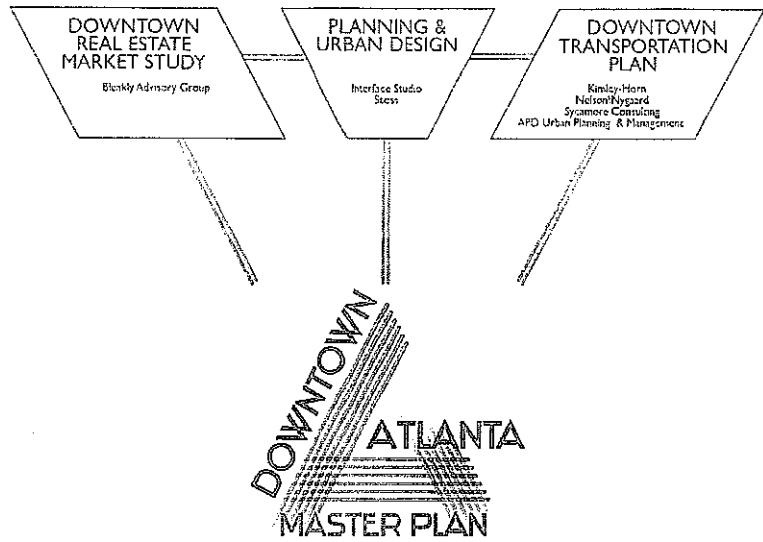 DOWNTOWN
REAL ESTATE
MARKET STUDY
Bleakly Advisory Group
PLANNING &
URBAN DESIGN
Interface Studio
Stoss
DOWNTOWN
TRANSPORTATION
PLAN
Kimley-Horn
Nelson\Nygaard
Sycamore Consulting
APD Urban Planning & Management
DOWNTOWN
ATLANTA
MASTER PLAN